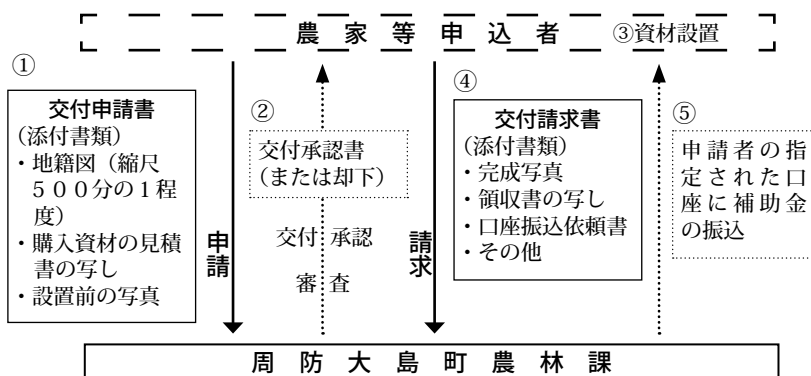 農家等申込者　③資材設置
①
交付申請書
（添付書類）
・地籍図（縮尺
５００分の１程
度）
・購入資材の見積
書の写し
・設置前の写真
申請
②
交付承認書
（または却下）
交付承認
審査
請求
④
交付請求書
（添付書類）
・完成写真
・領収書の写し
・口座振込依頼書
・その他
⑤
申請者の指
定された口
座に補助金
の振込
周防大島町農林課